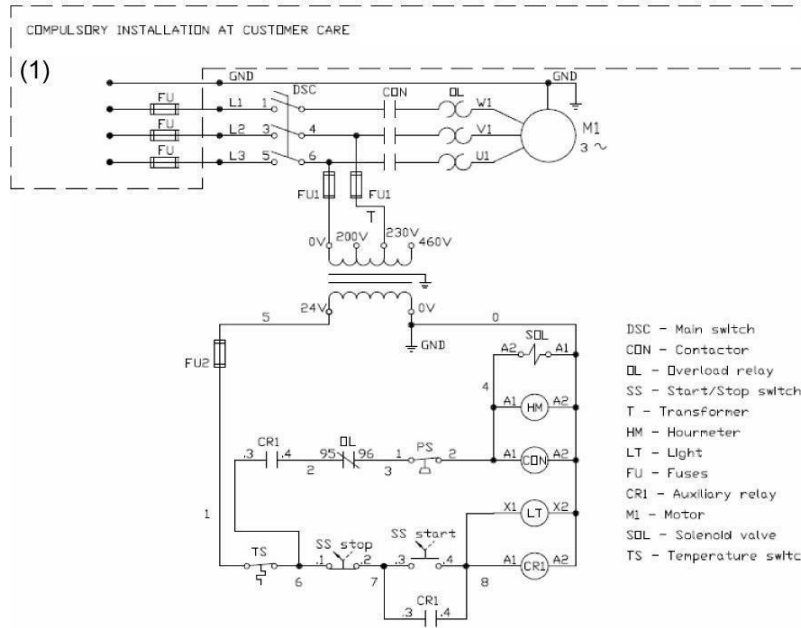 COMPULSORY INSTALLATION AT CUSTOMER CARE
(1)
GND GND
FU L1 1 DSC 2 CON OL W1
FU L2 3 4 V1 M1
3 ~
FU L3 5 6 U1
FU1 FU1
T
0V 200V 230V 460V
24V 0V
5 0
GND
FU2
SOL
A2 A1
4
A1 HM A2
CR1 OL PS
.3 .4 95 96 1 2 A1 CON A2
2 3
1
X1 LT X2
SS stop SS start
TS .1 .2 .3 .4 A1 CR1 A2
6 7 8
CR1
.3 .4
DSC - Main switch
CON - Contactor
OL - Overload relay
SS - Start/Stop switch
T - Transformer
HM - Hourmeter
LT - Light
FU - Fuses
CR1 - Auxiliary relay
M1 - Motor
SOL - Solenoid valve
TS - Temperature switc